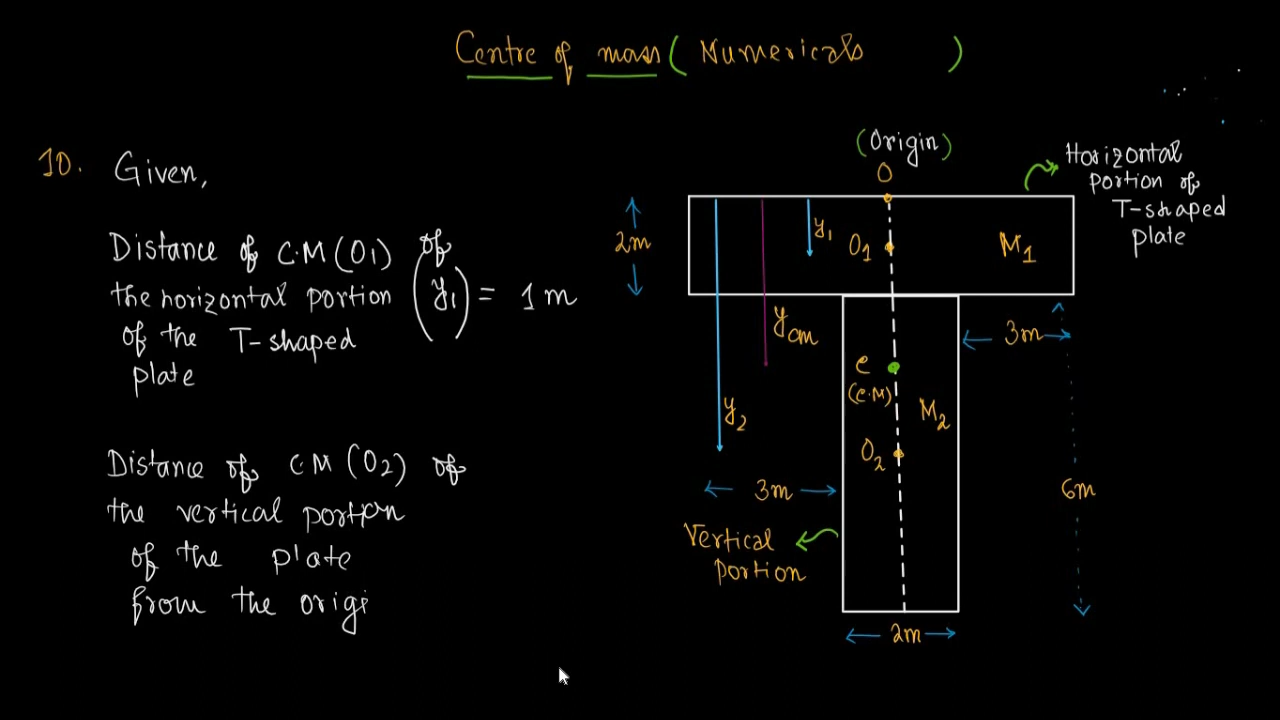 Centre of mass ( Numericals )
10. Given,
Distance of C.M (O1) of
the horizontal portion (y1) = 1m
of the T-shaped
plate
Distance of C.M (O2) of
the vertical portion
of the plate
from the origi
(Origin)
O
Horizontal
portion of
T-shaped
plate
2m
y1
O1
M1
ycm
3m
C
(C.M)
M2
y2
O2
3m
6m
Vertical
portion
2m